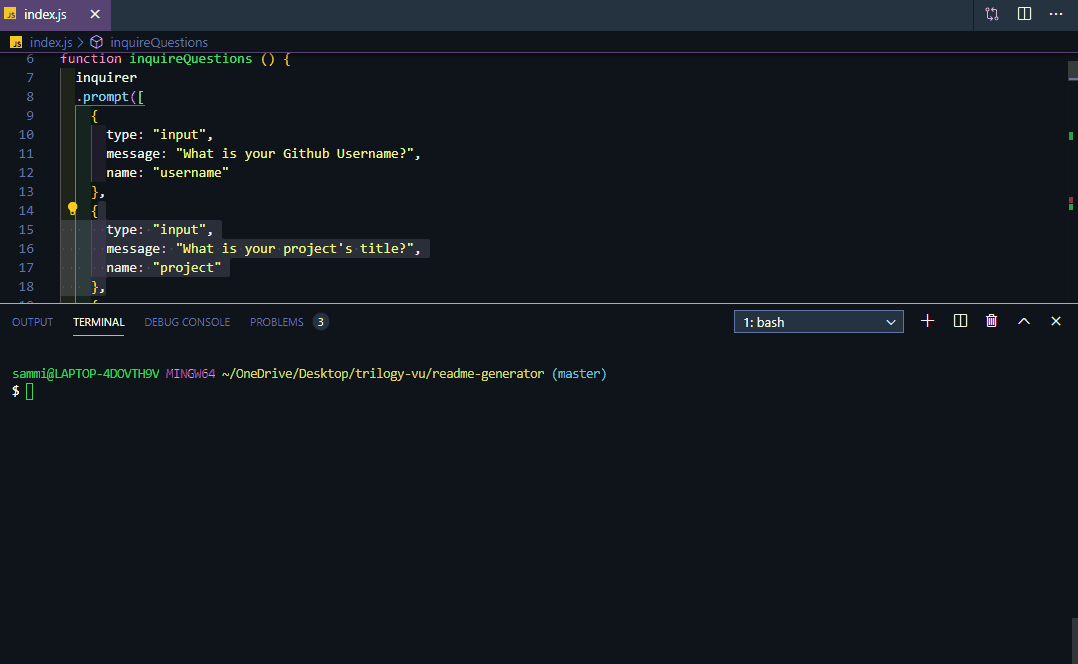 JS index.js
JS index.js > inquireQuestions
6 function inquireQuestions () {
7 inquirer
8 .prompt([
9 {
10 type: "input",
11 message: "What is your Github Username?",
12 name: "username"
13 },
14 {
15 type: "input",
16 message: "What is your project's title?",
17 name: "project"
18 },
19 {
OUTPUT TERMINAL DEBUG CONSOLE PROBLEMS 3 1: bash
sammi@LAPTOP-4DOVTH9V MINGW64 ~/OneDrive/Desktop/trilogy-vu/readme-generator (master)
$